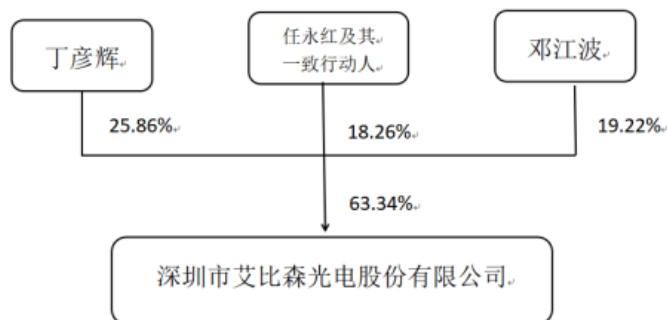 丁彦辉
任永红及其
一致行动人
邓江波
25.86%
18.26%
19.22%
63.34%
深圳市艾比森光电股份有限公司